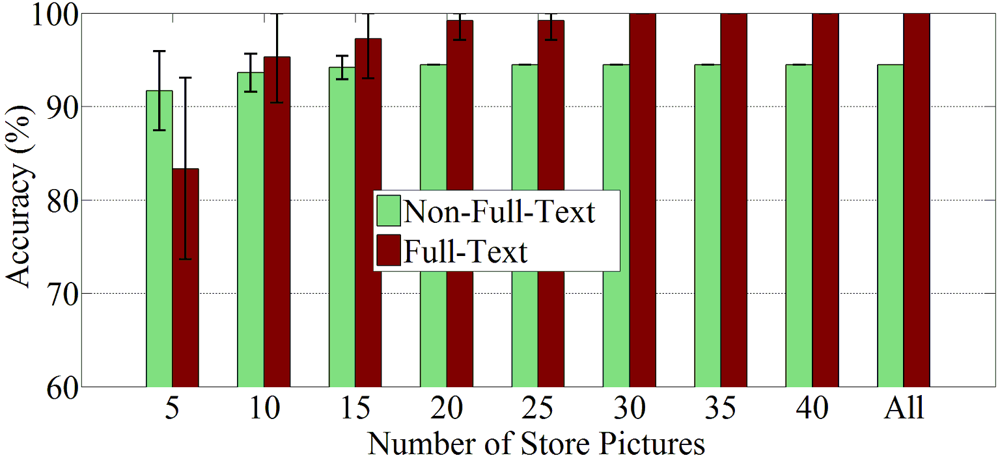 Accuracy (%)
100
90
80
70
60
Non-Full-Text
Full-Text
5 10 15 20 25 30 35 40 All
Number of Store Pictures